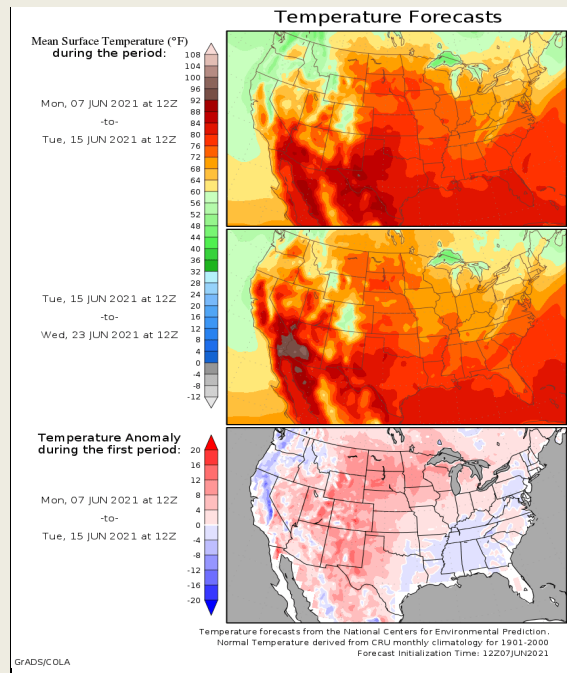 Temperature Forecasts
Mean Surface Temperature (°F)
during the period:
Mon, 07 JUN 2021 at 12Z
-to-
Tue, 15 JUN 2021 at 12Z
108
104
100
96
92
88
84
80
76
72
68
64
60
56
52
48
44
40
36
32
30
28
24
20
16
12
8
4
0
-4
-8
-12
Tue, 15 JUN 2021 at 12Z
-to-
Wed, 23 JUN 2021 at 12Z
Temperature Anomaly
during the first period:
Mon, 07 JUN 2021 at 12Z
-to-
Tue, 15 JUN 2021 at 12Z
20
16
12
8
4
0
-4
-8
-12
-16
-20
Temperature forecasts from the National Centers for Environmental Prediction.
Normal Temperature derived from CRU monthly climatology for 1901-2000
Forecast Initialization Time: 12Z07JUN2021
GrADS/COLA